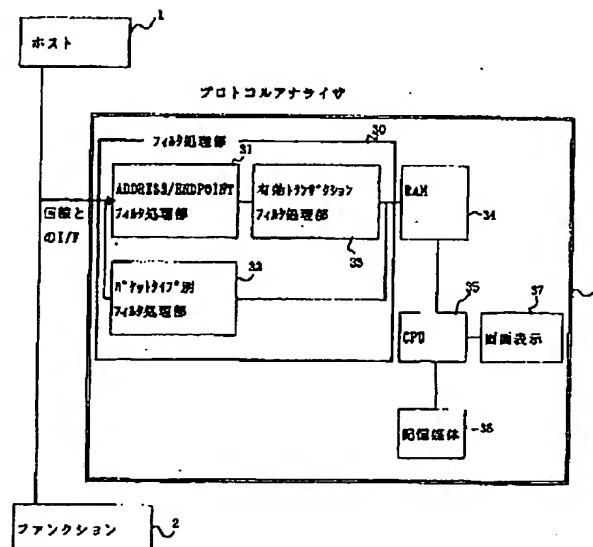 1
ホスト
プロトコルアナライザ
30
フィルタ処理部
31
ADDRESS/ENDPOINT
フィルタ処理部
有効トランザクション
フィルタ処理部
33
RAM
34
回線と
のI/F
32
パケットタイプ別
フィルタ処理部
35
CPU
37
画面表示
記憶媒体
36
ファンクション
2